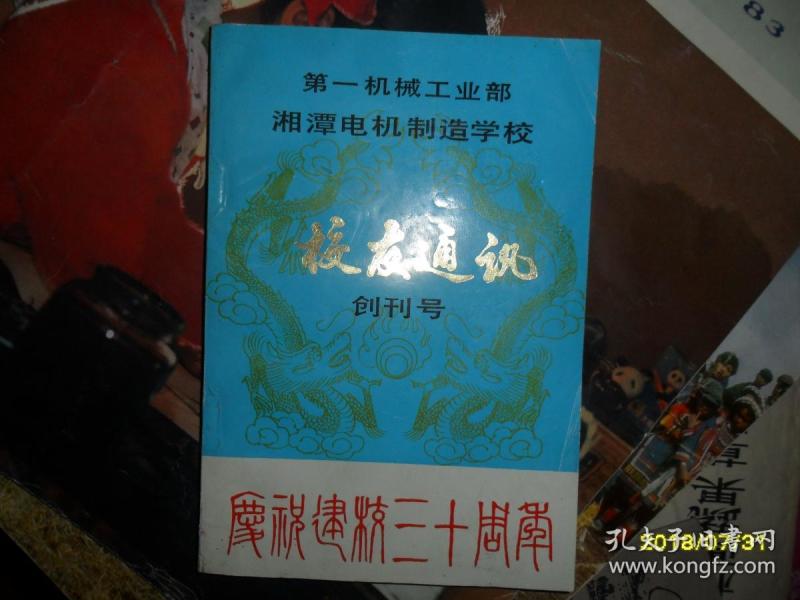 第一机械工业部
湘潭电机制造学校
校友通讯
创刊号
慶祝建校三十周年
83
蔬果
2018/07/31
孔夫子旧书网
www.kongfz.com